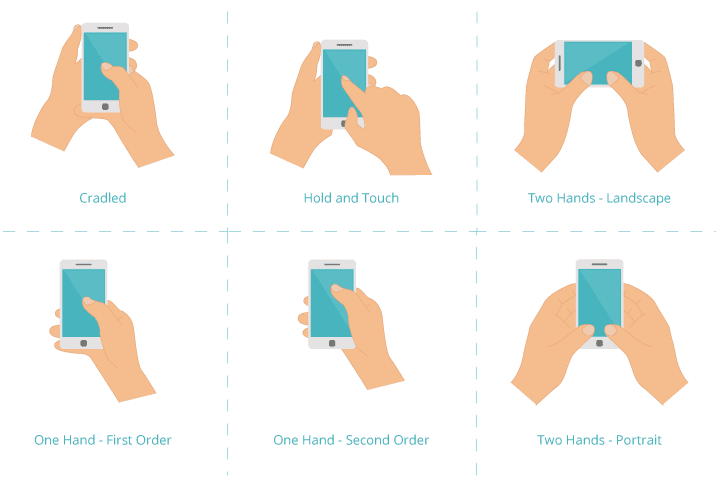 Cradled
Hold and Touch
Two Hands - Landscape
One Hand - First Order
One Hand - Second Order
Two Hands - Portrait